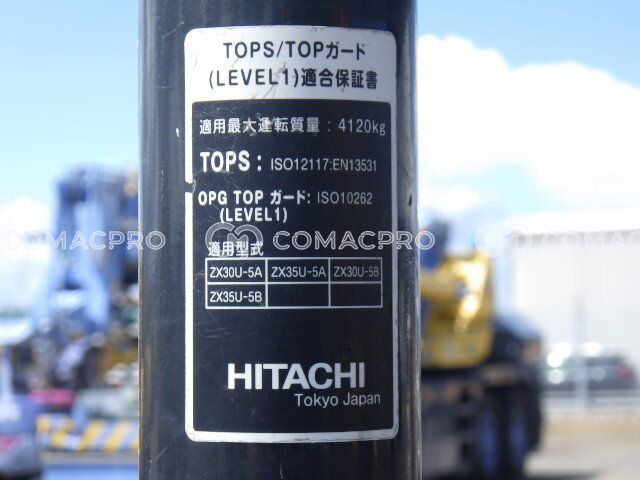 TOPS/TOPガード
(LEVEL1)適合保証書
適用最大運転質量 : 4120kg
TOPS : ISO12117:EN13531
OPG TOP ガード: ISO10262
(LEVEL1)
COMACPRO COMACPRO COMACPRO
適用型式
ZX30U-5A ZX35U-5A ZX30U-5B
ZX35U-5B
HITACHI
Tokyo Japan